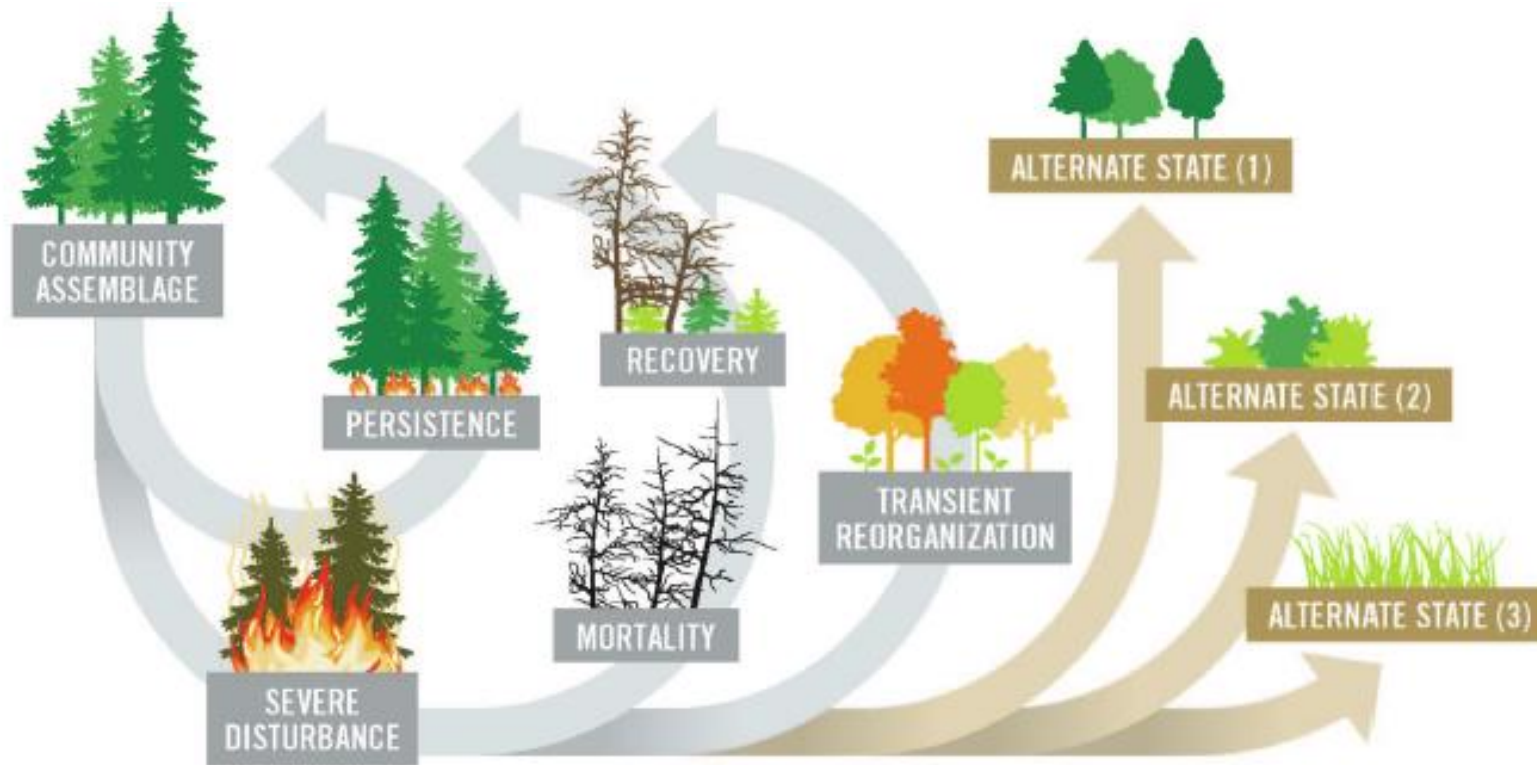 COMMUNITY
ASSEMBLAGE
PERSISTENCE
SEVERE
DISTURBANCE
RECOVERY
MORTALITY
TRANSIENT
REORGANIZATION
ALTERNATE STATE (1)
ALTERNATE STATE (2)
ALTERNATE STATE (3)